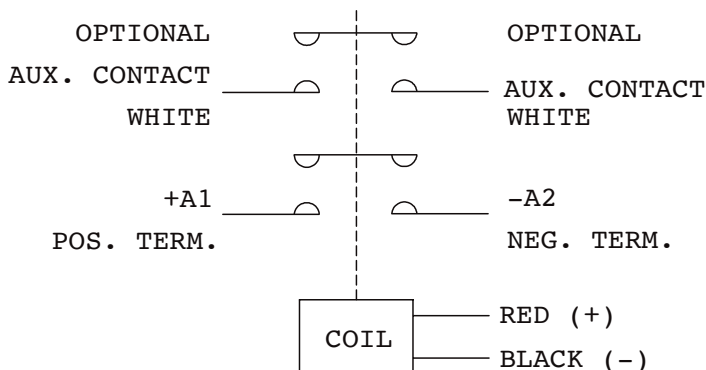 OPTIONAL
OPTIONAL
AUX. CONTACT
AUX. CONTACT
WHITE
WHITE
+A1
-A2
POS. TERM.
NEG. TERM.
COIL
RED (+)
BLACK (-)